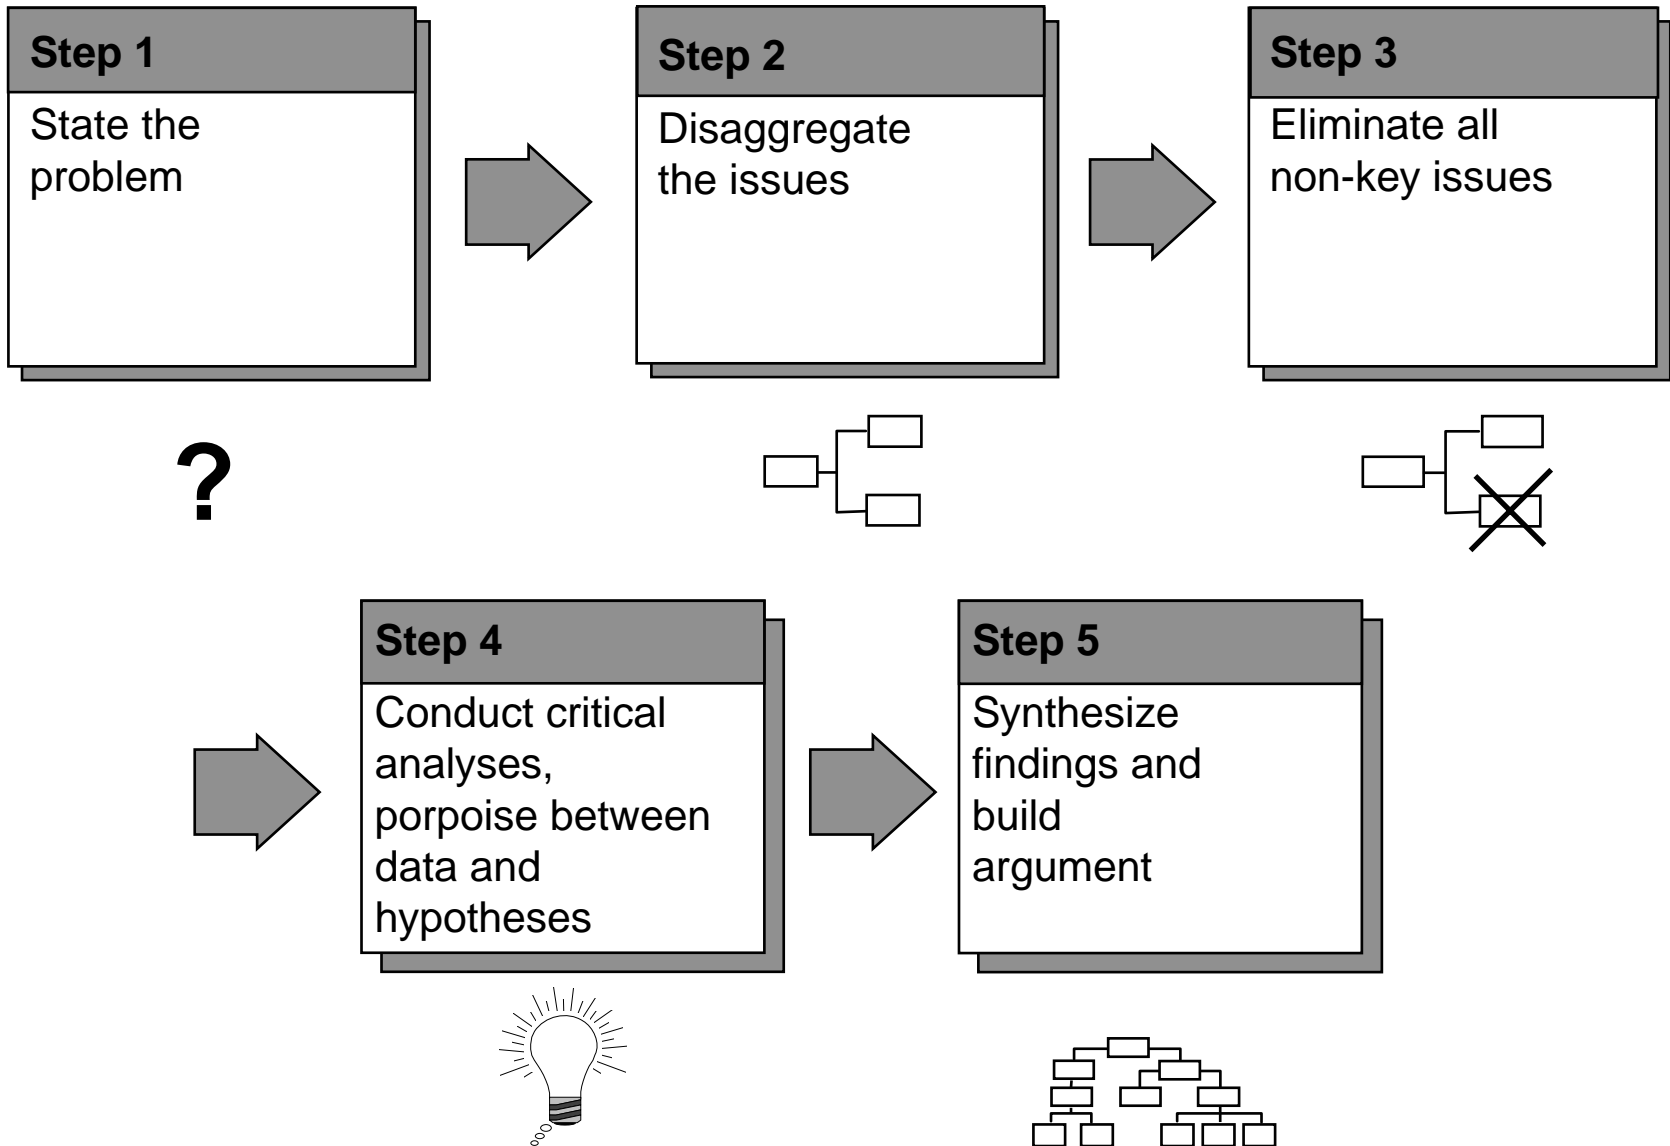 Step 1
State the
problem
Step 2
Disaggregate
the issues
Step 3
Eliminate all
non-key issues
?
Step 4
Conduct critical
analyses,
porpoise between
data and
hypotheses
Step 5
Synthesize
findings and
build
argument